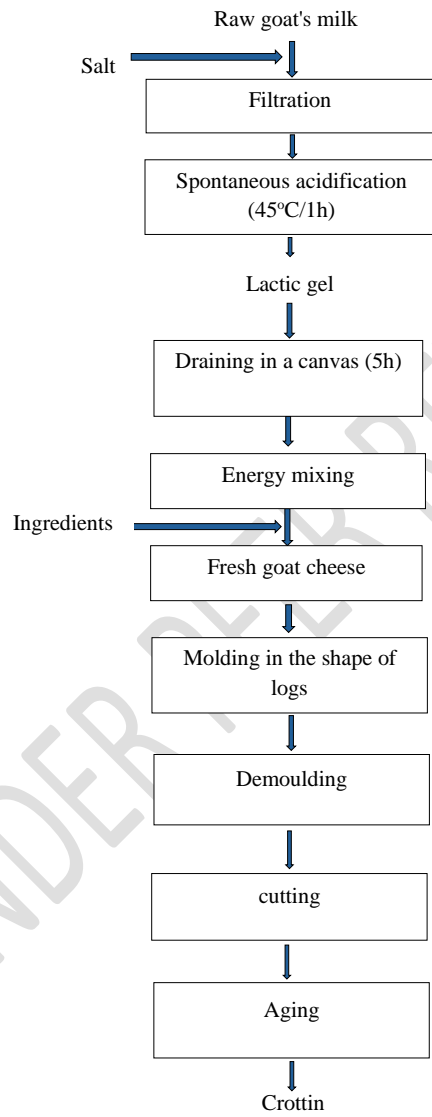 Raw goat's milk
Salt
Filtration
Spontaneous acidification
(45°C/1h)
Lactic gel
Draining in a canvas (5h)
Energy mixing
Ingredients
Fresh goat cheese
Molding in the shape of
logs
Demoulding
cutting
Aging
Crottin